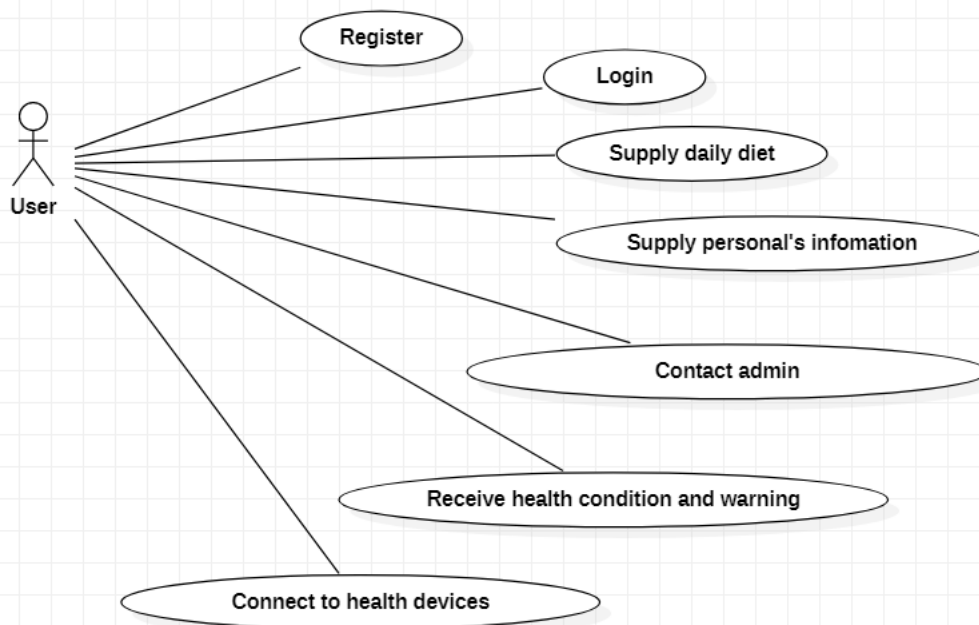 Register
Login
Supply daily diet
User
Supply personal's infomation
Contact admin
Receive health condition and warning
Connect to health devices